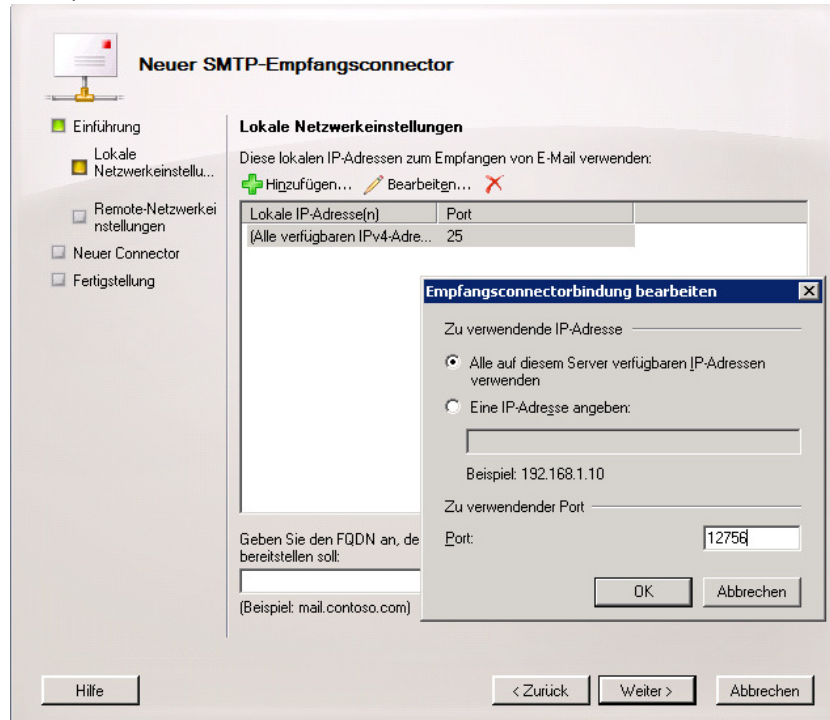 Neuer SMTP-Empfangsconnector
Einführung
Lokale
Netzwerkeinstellu...
Remote-Netzwerkei
nstellungen
Neuer Connector
Fertigstellung
Lokale Netzwerkeinstellungen
Diese lokalen IP-Adressen zum Empfangen von E-Mail verwenden:
Hinzufügen... Bearbeiten...
Lokale IP-Adresse(n) Port
(Alle verfügbaren IPv4-Adre... 25
Geben Sie den FQDN an, de
bereitstellen soll:
(Beispiel: mail.contoso.com)
Empfangsconnectorbindung bearbeiten
Zu verwendende IP-Adresse
Alle auf diesem Server verfügbaren IP-Adressen
verwenden
Eine IP-Adresse angeben:
Beispiel: 192.168.1.10
Zu verwendender Port
Port: 12756
OK Abbrechen
Hilfe < Zurück Weiter > Abbrechen